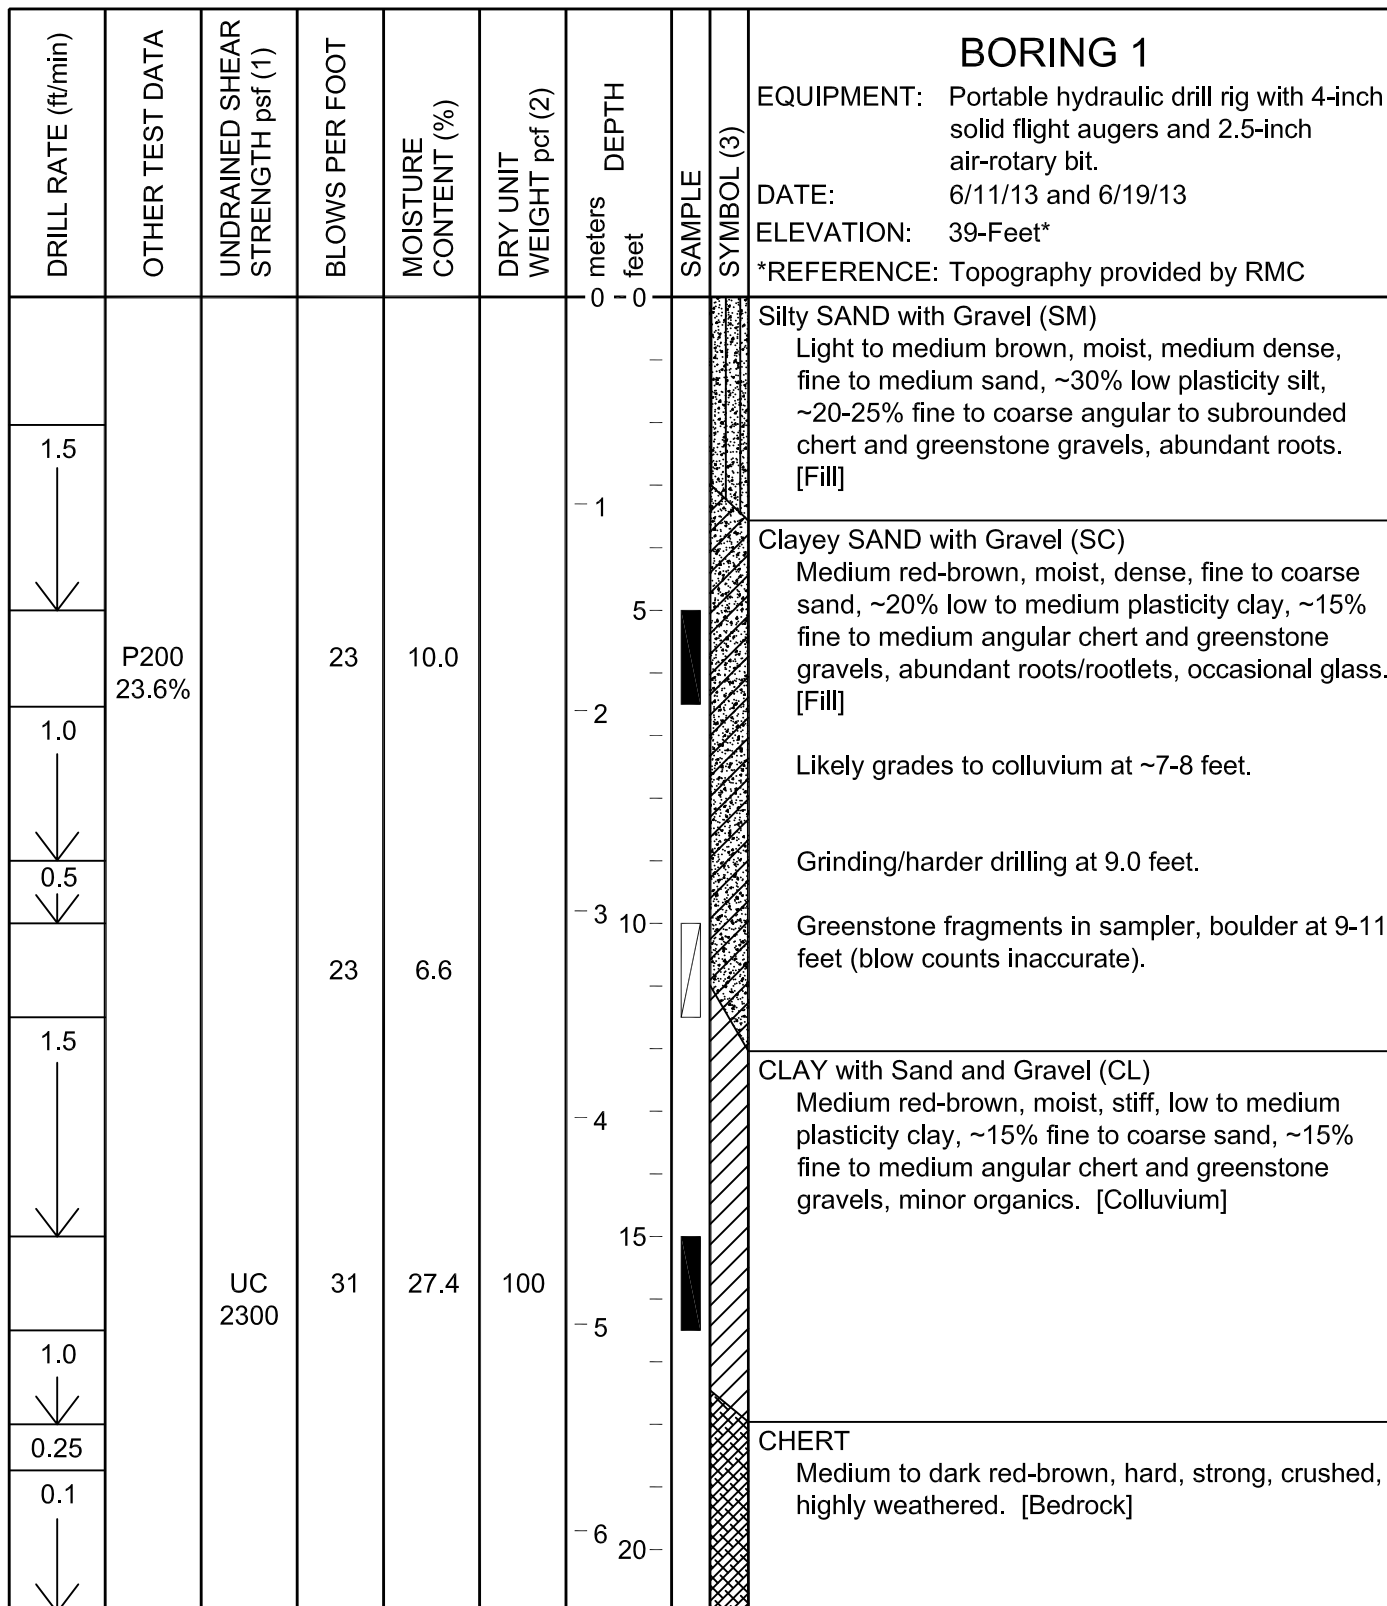 DRILL RATE (ft/min)
OTHER TEST DATA
UNDRAINED SHEAR
STRENGTH psf (1)
BLOWS PER FOOT
MOISTURE
CONTENT (%)
DRY UNIT
WEIGHT pcf (2)
meters
feet
DEPTH
SAMPLE
SYMBOL (3)
BORING 1
EQUIPMENT: Portable hydraulic drill rig with 4-inch
solid flight augers and 2.5-inch
air-rotary bit.
DATE: 6/11/13 and 6/19/13
ELEVATION: 39-Feet*
*REFERENCE: Topography provided by RMC
0 - 0
Silty SAND with Gravel (SM)
Light to medium brown, moist, medium dense,
fine to medium sand, ~30% low plasticity silt,
~20-25% fine to coarse angular to subrounded
chert and greenstone gravels, abundant roots.
[Fill]
1.5
1
Clayey SAND with Gravel (SC)
Medium red-brown, moist, dense, fine to coarse
sand, ~20% low to medium plasticity clay, ~15%
fine to medium angular chert and greenstone
gravels, abundant roots/rootlets, occasional glass.
[Fill]
5
P200 23 10.0
23.6%
2
1.0
Likely grades to colluvium at ~7-8 feet.
0.5
Grinding/harder drilling at 9.0 feet.
3 10
Greenstone fragments in sampler, boulder at 9-11
feet (blow counts inaccurate).
23 6.6
1.5
CLAY with Sand and Gravel (CL)
Medium red-brown, moist, stiff, low to medium
plasticity clay, ~15% fine to coarse sand, ~15%
fine to medium angular chert and greenstone
gravels, minor organics. [Colluvium]
4
15
UC 31 27.4 100
2300
5
1.0
0.25
CHERT
Medium to dark red-brown, hard, strong, crushed,
highly weathered. [Bedrock]
0.1
6 20